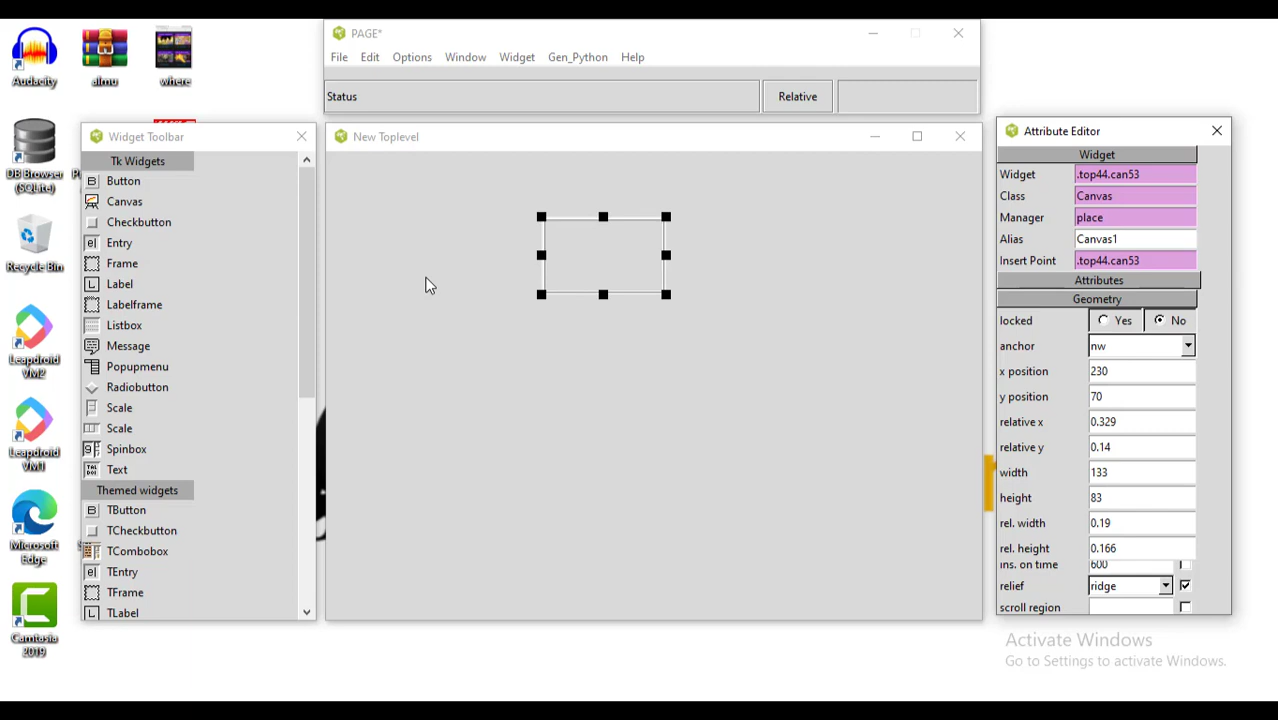 Audacity
almu
where
DB Browser
(SQLite)
Recycle Bin
Leapdroid
VM2
Leapdroid
VM1
Microsoft
Edge
Camtasia
2019
PAGE*
File Edit Options Window Widget Gen_Python Help
Status
Relative
Widget Toolbar
Tk Widgets
Button
Canvas
Checkbutton
Entry
Frame
Label
Labelframe
Listbox
Message
Popupmenu
Radiobutton
Scale
Scale
Spinbox
Text
Themed widgets
TButton
TCheckbutton
TCombobox
TEntry
TFrame
TLabel
New Toplevel
Attribute Editor
Widget
Widget .top44.can53
Class Canvas
Manager place
Alias Canvas1
Insert Point .top44.can53
Attributes
Geometry
locked Yes No
anchor nw
x position 230
y position 70
relative x 0.329
relative y 0.14
width 133
height 83
rel. width 0.19
rel. height 0.166
ins. on time 600
relief ridge
scroll region
Activate Windows
Go to Settings to activate Windows.